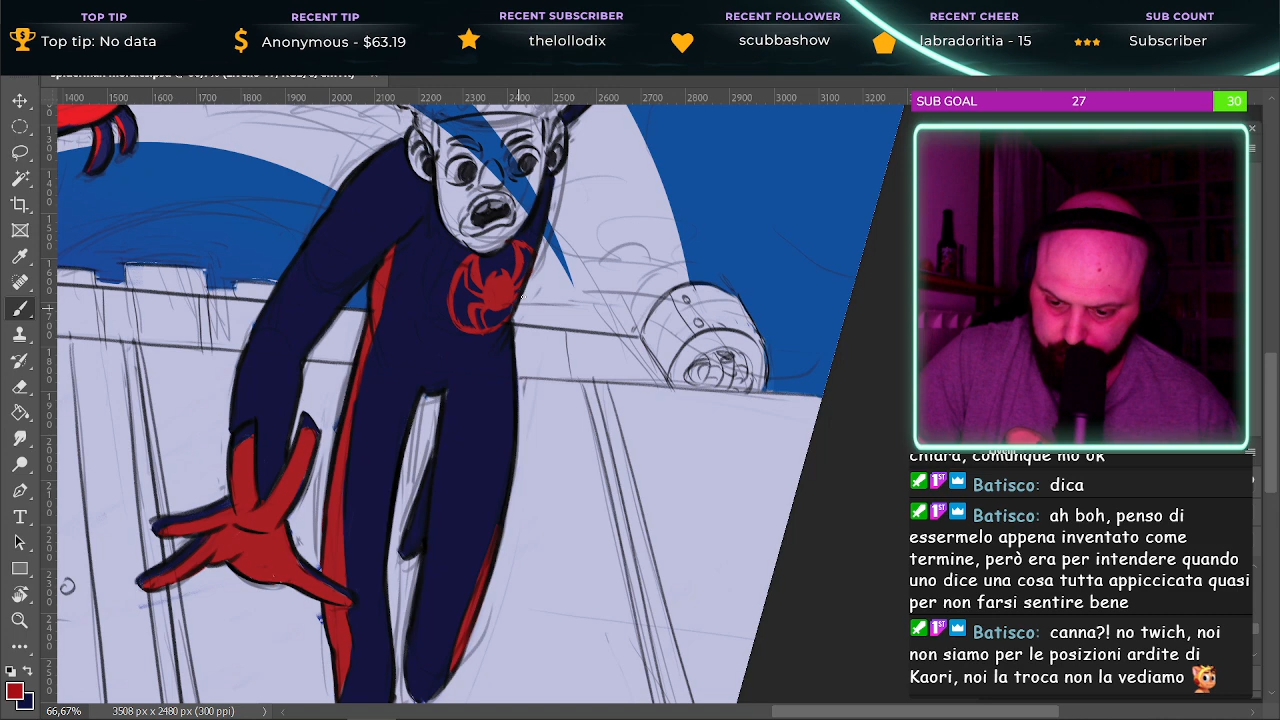 TOP TIP
RECENT TIP
RECENT SUBSCRIBER
RECENT FOLLOWER
RECENT CHEER
SUB COUNT
Top tip: No data
Anonymous - $63.19
thelollodix
scubbashow
labradoritia - 15
Subscriber
1400 1500 1600 1700 1800 1900 2000 2100 2200 2300 2400 2500 2600 2700 2800 2900 3000 3100 3200
SUB GOAL 27 30
chiara, comunque mo ok
Batisco: dica
Batisco: ah boh, penso di
essermelo appena inventato come
termine, però era per intendere quando
uno dice una cosa tutta appiccicata quasi
per non farsi sentire bene
Batisco: canna?! no twich, noi
non siamo per le posizioni ardite di
Kaori, noi la troca non la vediamo
66,67% 3508 px x 2480 px (300 ppi)